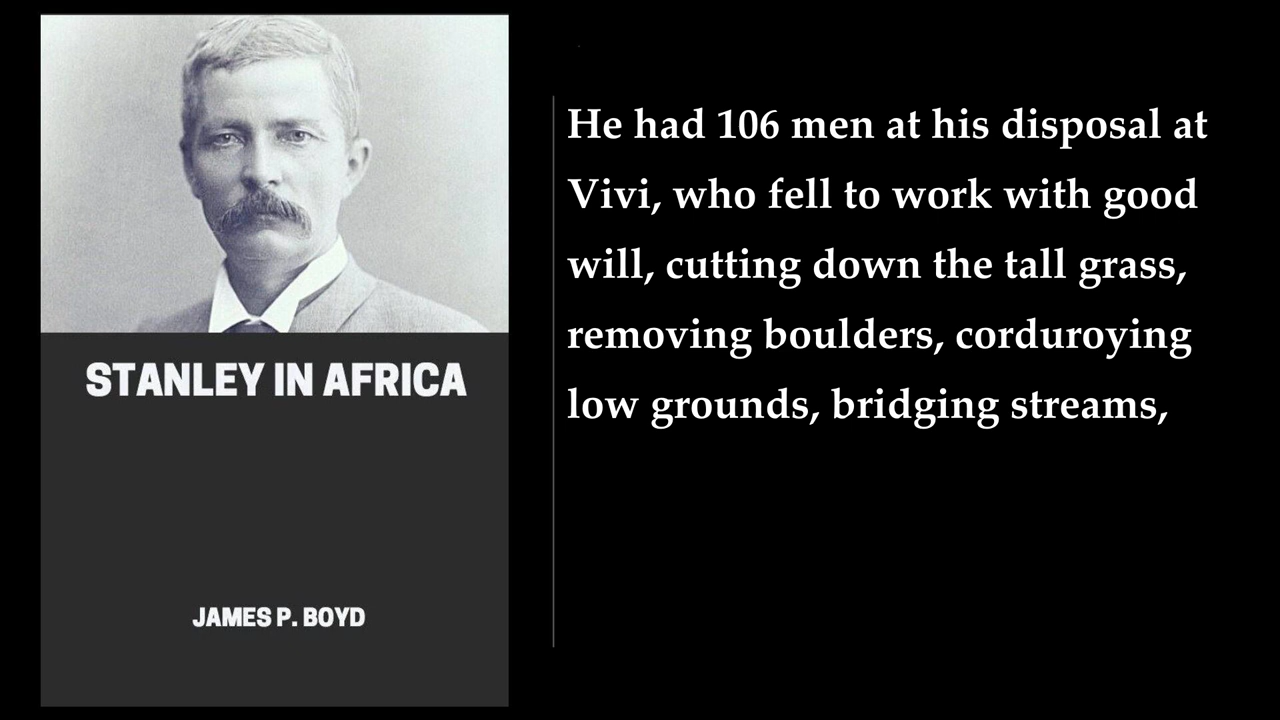 STANLEY IN AFRICA
JAMES P. BOYD
He had 106 men at his disposal at
Vivi, who fell to work with good
will, cutting down the tall grass,
removing boulders, corduroying
low grounds, bridging streams,